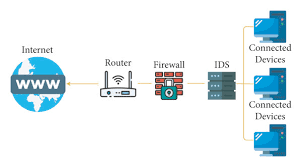 Internet
Router
Firewall
IDS
WWW
Connected
Devices
Connected
Devices